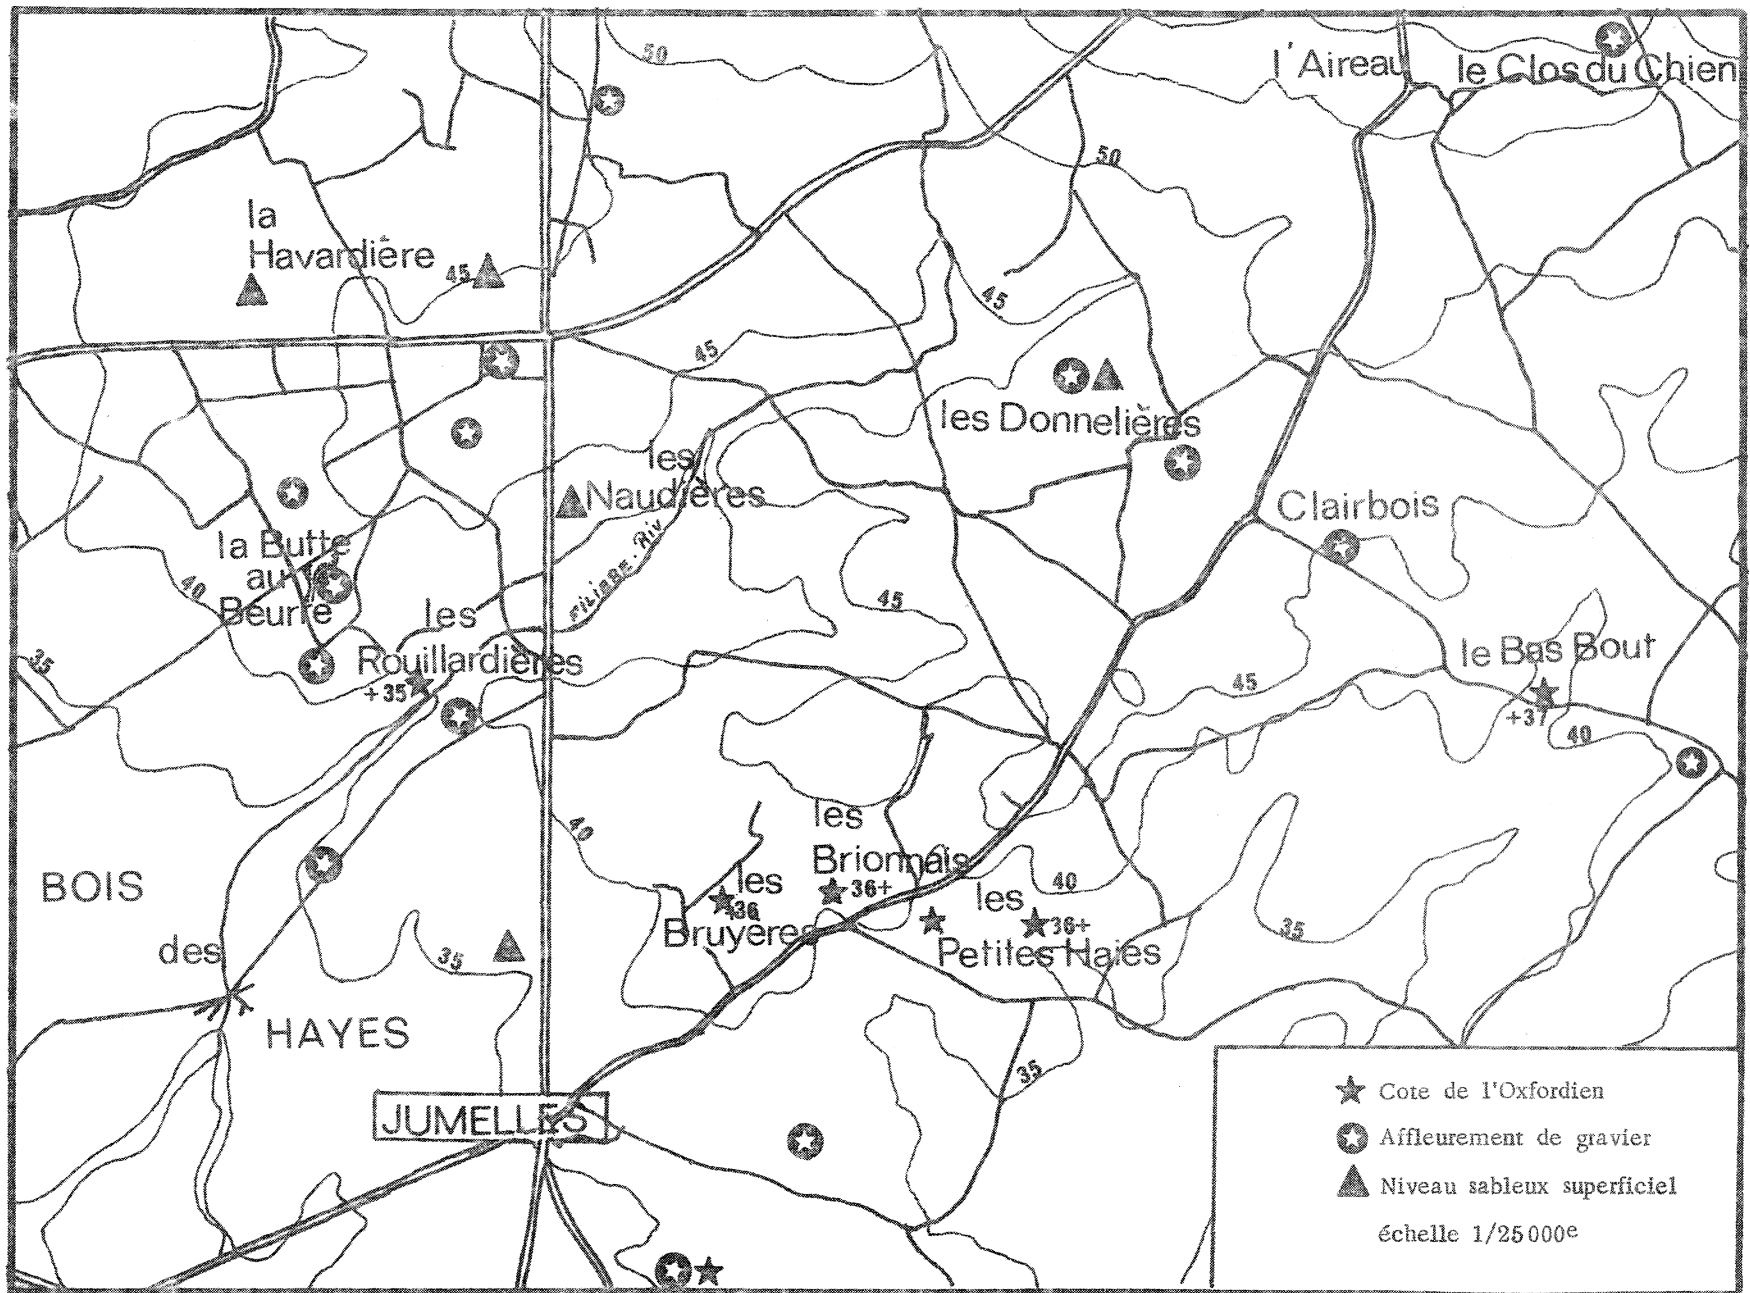 50
l'Aireau
le Clos du Chien
50
la
Havardière
45
45
45
les Donnelières
les
Naudières
Clairbois
la Butte
au
Beurre
40
FILIERE. Riv
45
les
Rouillardières
+35
35
le Bas Bout
+37
45
40
40
les
Brionnais
36+
les
+36
Bruyères
40
les
36+
Petites Haies
35
BOIS
des
HAYES
35
35
JUMELLES
Cote de l'Oxfordien
Affleurement de gravier
Niveau sableux superficiel
échelle 1/25000e